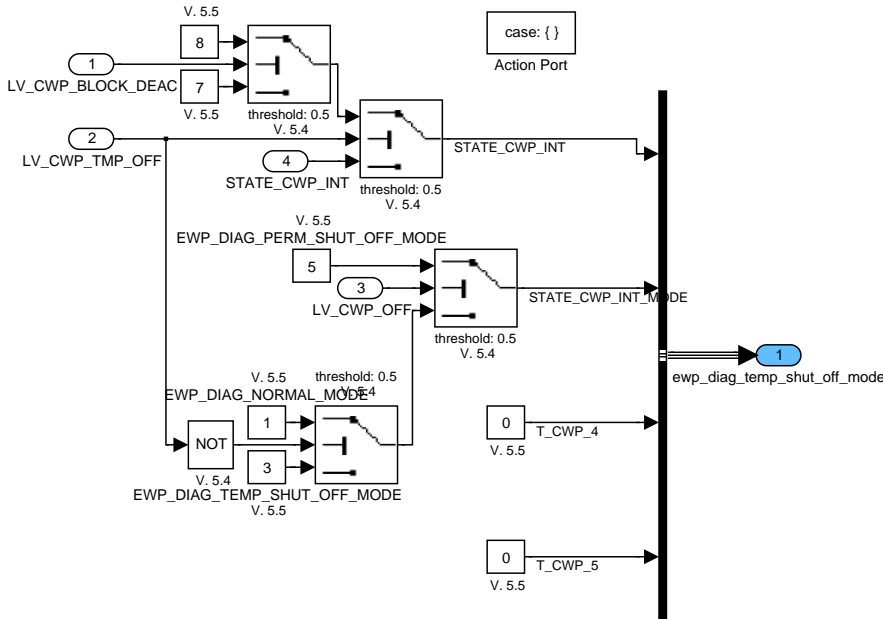 V. 5.5
8
1
LV_CWP_BLOCK_DEAC
7
V. 5.5
threshold: 0.5
V. 5.4
case: { }
Action Port
2
LV_CWP_TMP_OFF
4
STATE_CWP_INT
threshold: 0.5
V. 5.4
STATE_CWP_INT
V. 5.5
EWP_DIAG_PERM_SHUT_OFF_MODE
5
3
LV_CWP_OFF
threshold: 0.5
V. 5.4
STATE_CWP_INT_MODE
1
ewp_diag_temp_shut_off_mode
V. 5.5
EWP_DIAG_NORMAL_MODE
threshold: 0.5
V. 5.4
1
NOT
V. 5.4
3
EWP_DIAG_TEMP_SHUT_OFF_MODE
V. 5.5
0
V. 5.5
T_CWP_4
0
V. 5.5
T_CWP_5